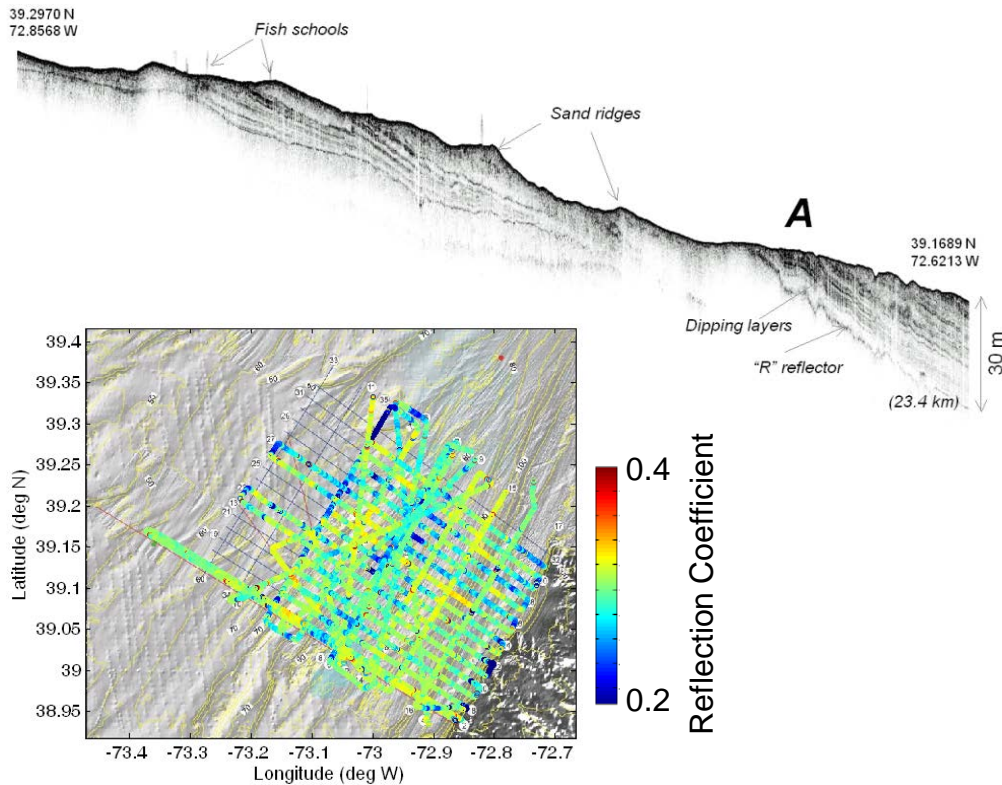 39.2970 N
72.8568 W
Fish schools
Sand ridges
A
39.1689 N
72.6213 W
Dipping layers
"R" reflector
30 m
(23.4 km)
39.4
39.35
39.3
39.25
39.2
39.15
39.1
39.05
39
38.95
Latitude (deg N)
-73.4 -73.3 -73.2 -73.1 -73 -72.9 -72.8 -72.7
Longitude (deg W)
0.4
0.2
Reflection Coefficient